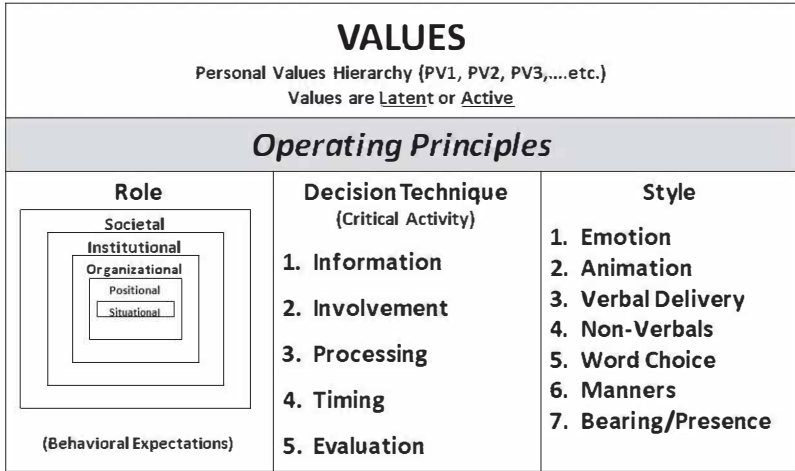 VALUES
Personal Values Hierarchy (PV1, PV2, PV3,....etc.)
Values are Latent or Active
Operating Principles
Role
Societal
Institutional
Organizational
Positional
Situational
(Behavioral Expectations)
Decision Technique
(Critical Activity)
1. Information
2. Involvement
3. Processing
4. Timing
5. Evaluation
Style
1. Emotion
2. Animation
3. Verbal Delivery
4. Non-Verbals
5. Word Choice
6. Manners
7. Bearing/Presence